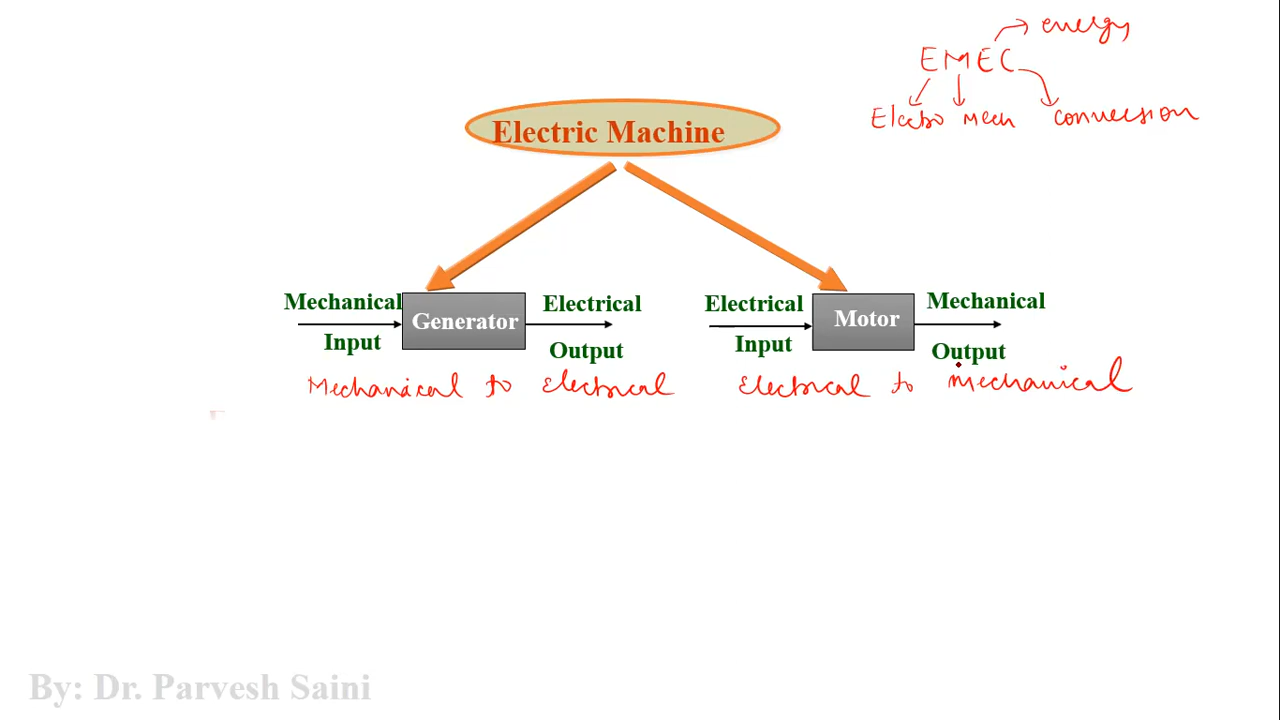 energy
EMEC
Electro Mech conversion
Electric Machine
Mechanical
Input
Generator
Electrical
Output
Electrical
Input
Motor
Mechanical
Output
Mechanical to Electrical
Electrical to mechanical
By: Dr. Parvesh Saini